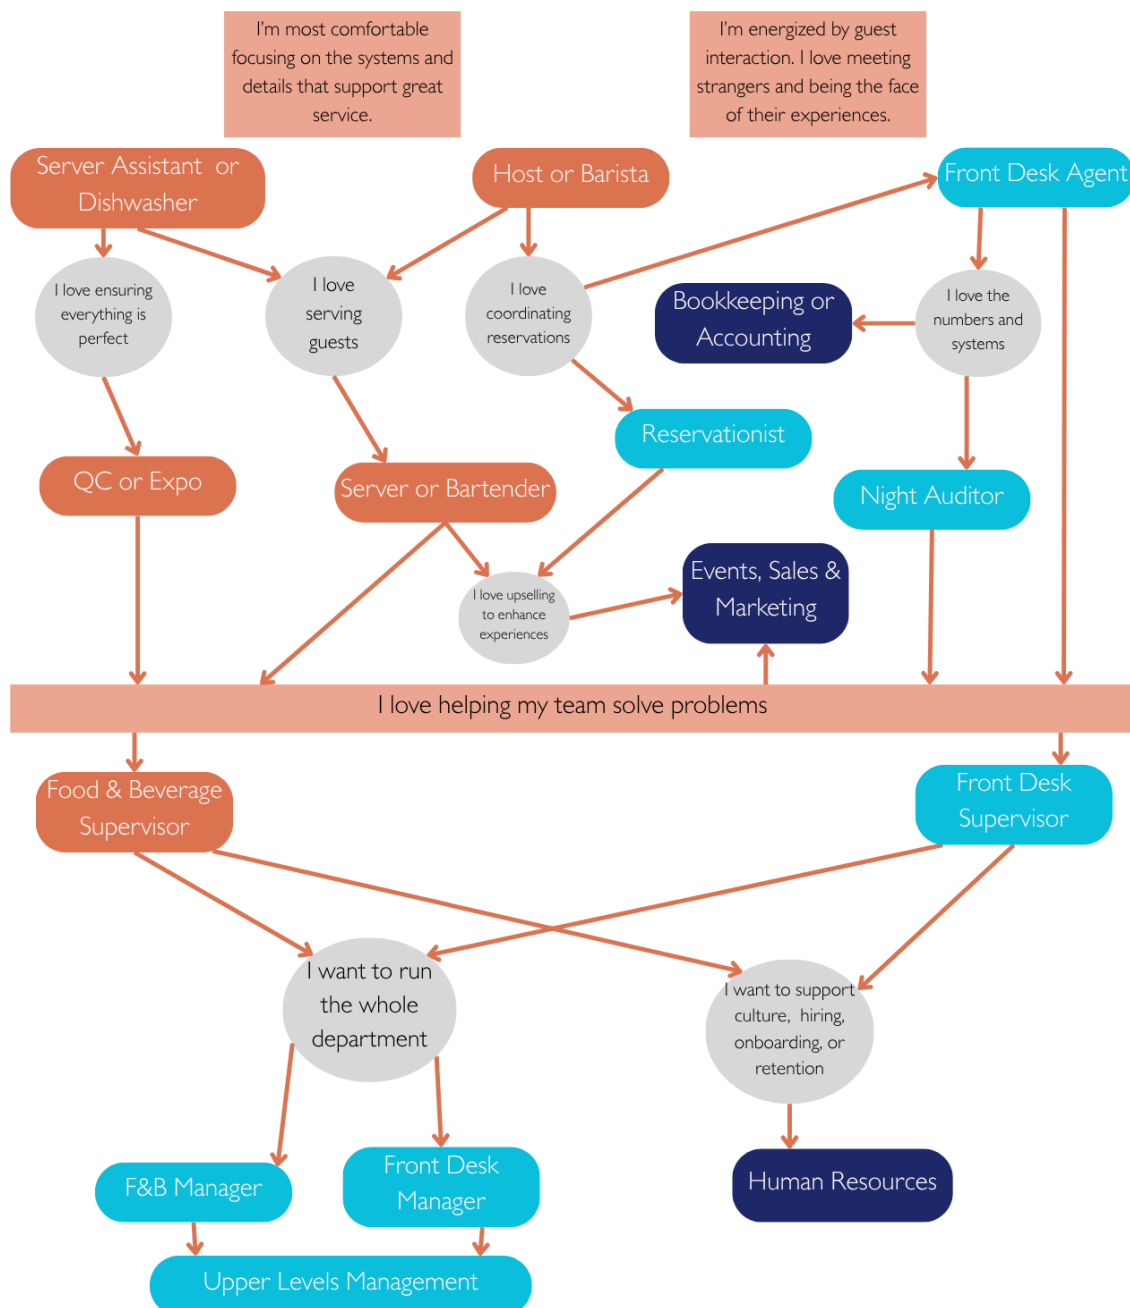 I'm most comfortable
focusing on the systems and
details that support great
service.
I'm energized by guest
interaction. I love meeting
strangers and being the face
of their experiences.
Server Assistant or
Dishwasher
Host or Barista
Front Desk Agent
I love ensuring
everything is
perfect
I love
serving
guests
I love
coordinating
reservations
Bookkeeping or
Accounting
I love the
numbers and
systems
Reservationist
QC or Expo
Server or Bartender
Night Auditor
I love upselling
to enhance
experiences
Events, Sales &
Marketing
I love helping my team solve problems
Food & Beverage
Supervisor
Front Desk
Supervisor
I want to run
the whole
department
I want to support
culture, hiring,
onboarding, or
retention
F&B Manager
Front Desk
Manager
Human Resources
Upper Levels Management